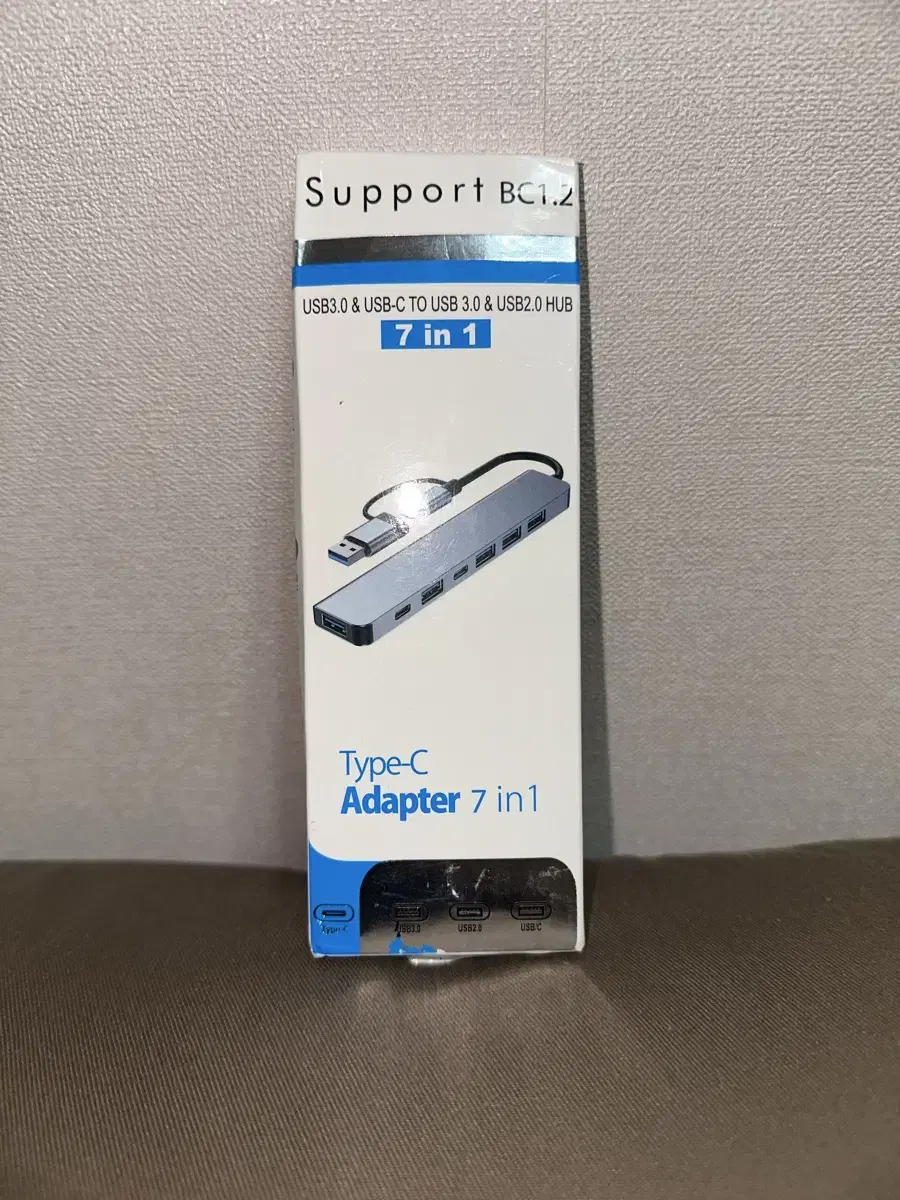 Support BC1.2
USB3.0 & USB-C TO USB 3.0 & USB2.0 HUB
7 in 1
Type-C
Adapter 7 in1
Type-C USB3.0 USB2.0 USB/C